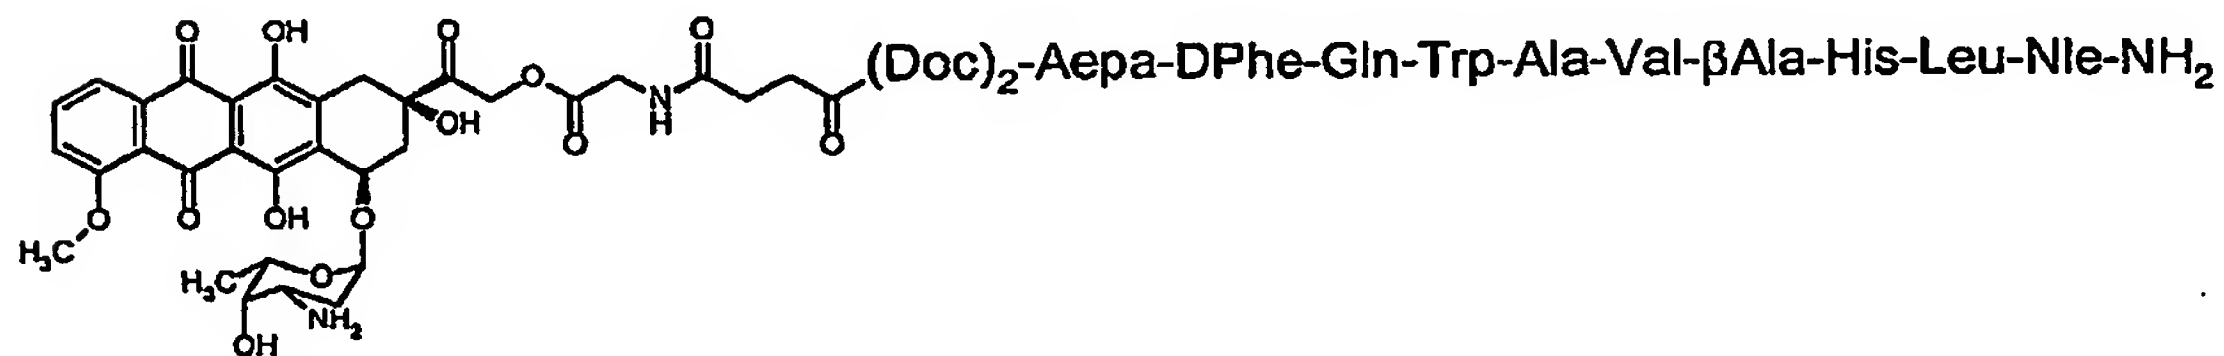 O OH O O
O O
(Doc)₂-Aepa-DPhe-Gln-Trp-Ala-Val-βAla-His-Leu-Nle-NH₂
OH O N H O
O O OH O
H₃C
H₃C O
NH₂
OH